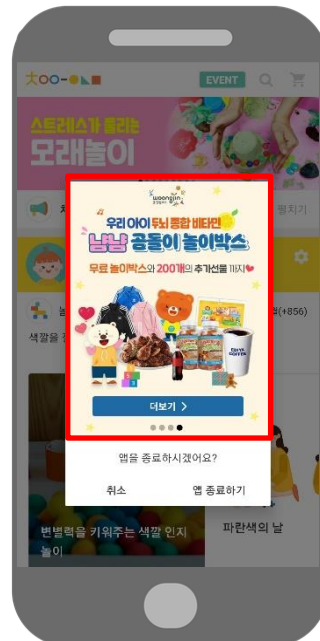 EVENT
스트레스가 풀리는
모래놀이
펼치기
woongjin
우리 아이 두뇌 종합 비타민
냠냠 곰돌이 놀이박스
무료 놀이박스와 200개의 추가선물 까지
더보기 >
(+856)
색깔을
앱을 종료하시겠어요?
취소 앱 종료하기
변별력을 키워주는 색깔 인지
놀이
파란색의 날